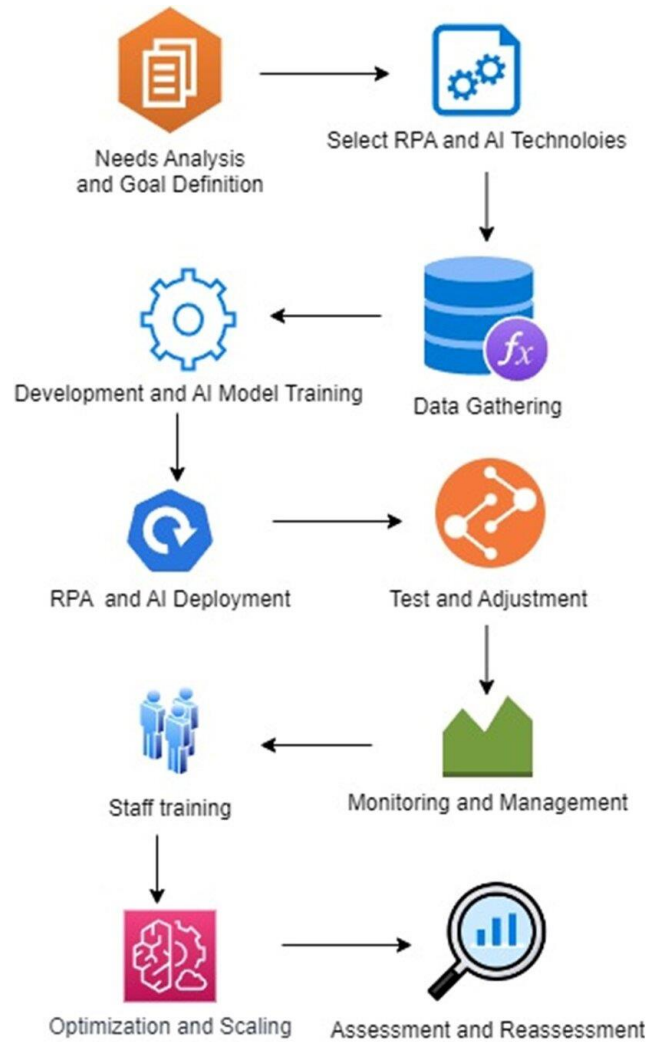 Needs Analysis
and Goal Definition
Select RPA and AI Technoloies
Development and AI Model Training
fx
Data Gathering
RPA and AI Deployment
Test and Adjustment
Staff training
Monitoring and Management
Optimization and Scaling
Assessment and Reassessment